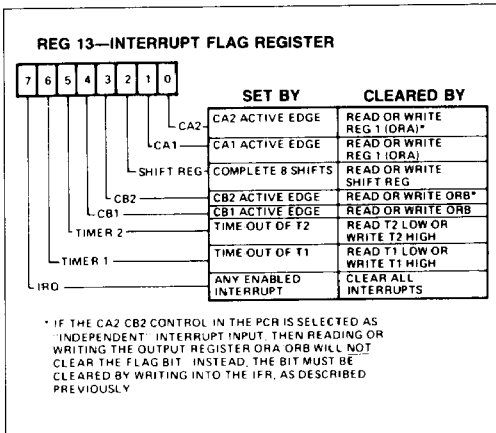 REG 13—INTERRUPT FLAG REGISTER
7 6 5 4 3 2 1 0
SET BY CLEARED BY
CA2 CA2 ACTIVE EDGE READ OR WRITE
REG 1 (ORA)*
CA1 CA1 ACTIVE EDGE READ OR WRITE
REG 1 (ORA)
SHIFT REG COMPLETE 8 SHIFTS READ OR WRITE
SHIFT REG
CB2 CB2 ACTIVE EDGE READ OR WRITE ORB*
CB1 CB1 ACTIVE EDGE READ OR WRITE ORB
TIMER 2 TIME OUT OF T2 READ T2 LOW OR
WRITE T2 HIGH
TIMER 1 TIME OUT OF T1 READ T1 LOW OR
WRITE T1 HIGH
IRQ ANY ENABLED CLEAR ALL
INTERRUPT INTERRUPTS
* IF THE CA2 CB2 CONTROL IN THE PCR IS SELECTED AS
"INDEPENDENT" INTERRUPT INPUT, THEN READING OR
WRITING THE OUTPUT REGISTER ORA ORB WILL NOT
CLEAR THE FLAG BIT INSTEAD, THE BIT MUST BE
CLEARED BY WRITING INTO THE IFR, AS DESCRIBED
PREVIOUSLY